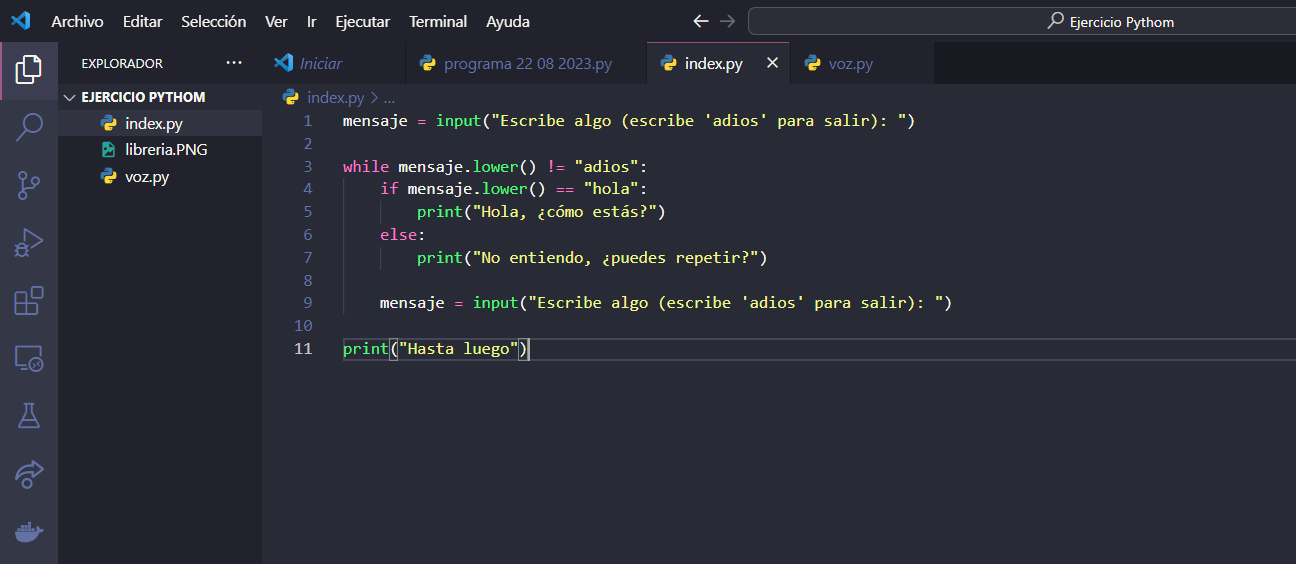 Archivo Editar Selección Ver Ir Ejecutar Terminal Ayuda
Ejercicio Pythom
EXPLORADOR ...
EJERCICIO PYTHOM
index.py
libreria.PNG
voz.py
Iniciar
programa 22 08 2023.py
index.py
voz.py
index.py > ...
1 mensaje = input("Escribe algo (escribe 'adios' para salir): ")
2
3 while mensaje.lower() != "adios":
4     if mensaje.lower() == "hola":
5         print("Hola, ¿cómo estás?")
6     else:
7         print("No entiendo, ¿puedes repetir?")
8
9     mensaje = input("Escribe algo (escribe 'adios' para salir): ")
10
11 print("Hasta luego")